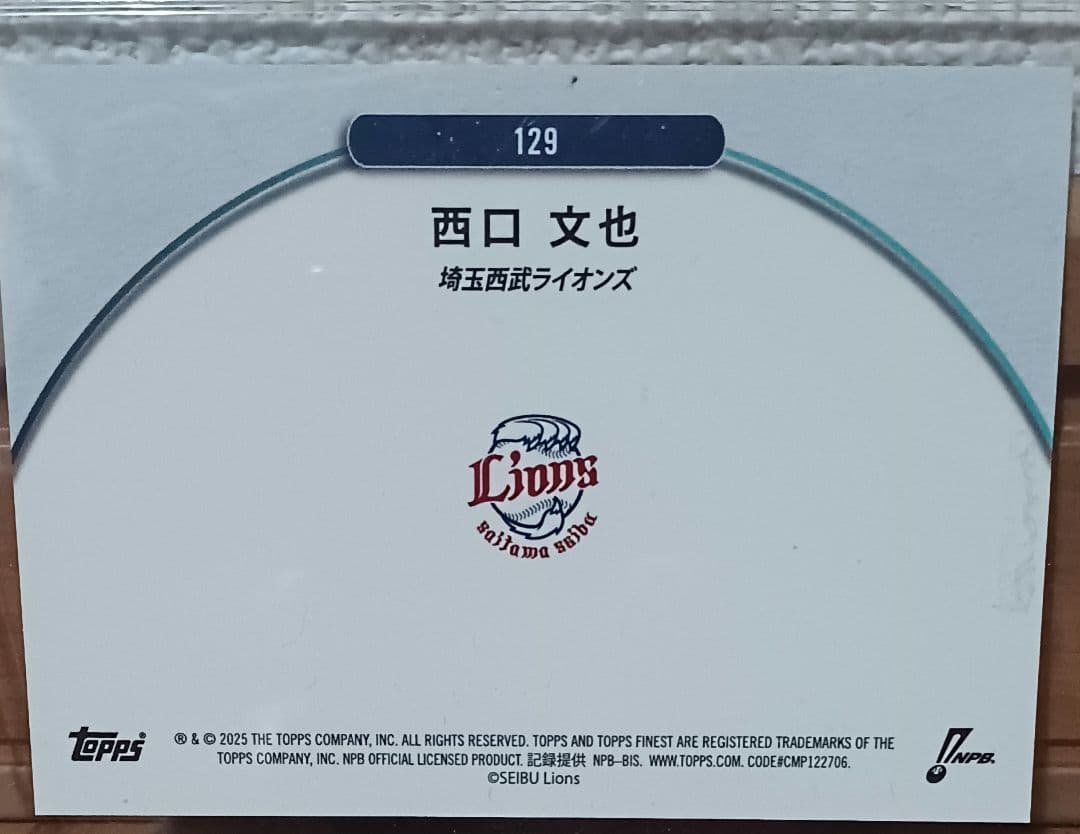 129
西口 文也
埼玉西武ライオンズ
Lions
Saitama Seibu
Topps
® & © 2025 THE TOPPS COMPANY, INC. ALL RIGHTS RESERVED. TOPPS AND TOPPS FINEST ARE REGISTERED TRADEMARKS OF THE
TOPPS COMPANY, INC. NPB OFFICIAL LICENSED PRODUCT. 記録提供 NPB–BIS. WWW.TOPPS.COM. CODE#CMP122706.
©SEIBU Lions
NPB.